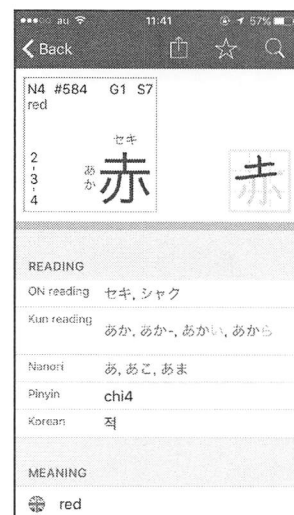 au 11:41 57%
Back
N4 #584 G1 S7
red
セキ
あか
赤
2-3-4
READING
ON reading セキ, シャク
Kun reading あか, あか-, あかい, あから
Nanori あ, あこ, あま
Pinyin chi4
Korean 적
MEANING
red